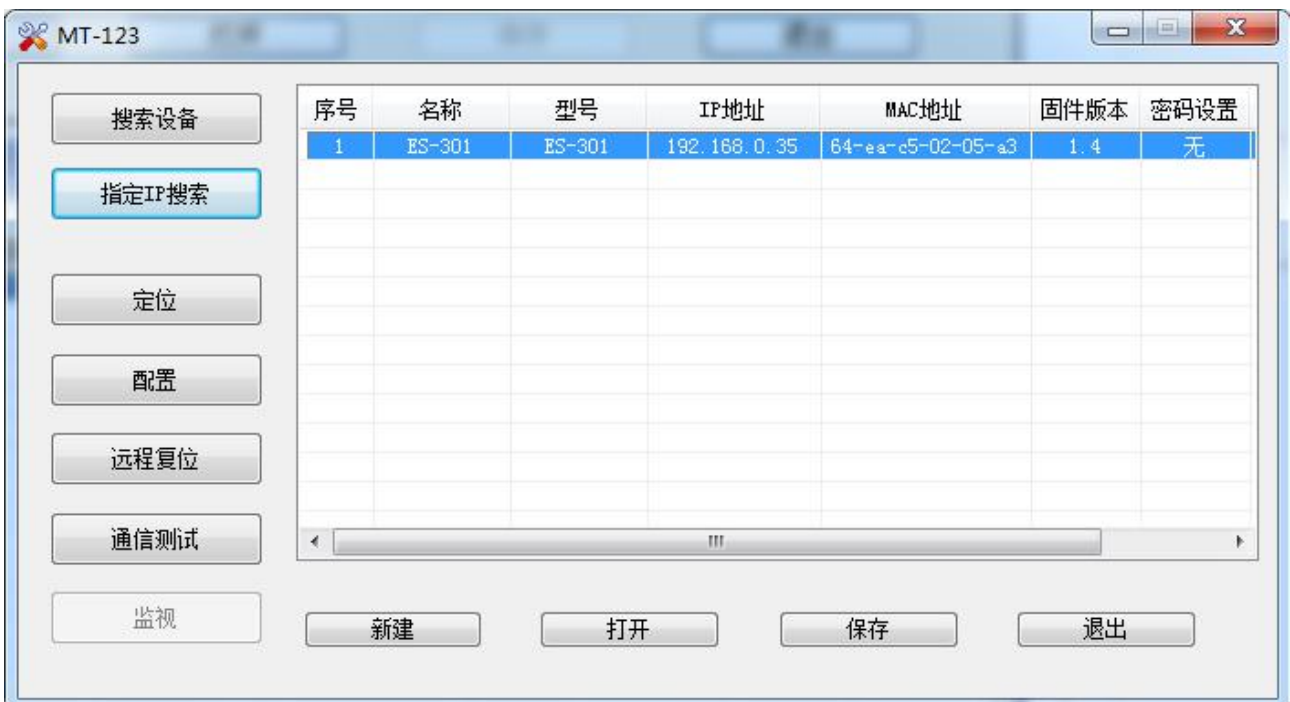 MT-123
搜索设备
指定IP搜索
定位
配置
远程复位
通信测试
监视
序号 名称 型号 IP地址 MAC地址 固件版本 密码设置
1 ES-301 ES-301 192.168.0.35 64-ea-c5-02-05-a3 1.4 无
新建 打开 保存 退出